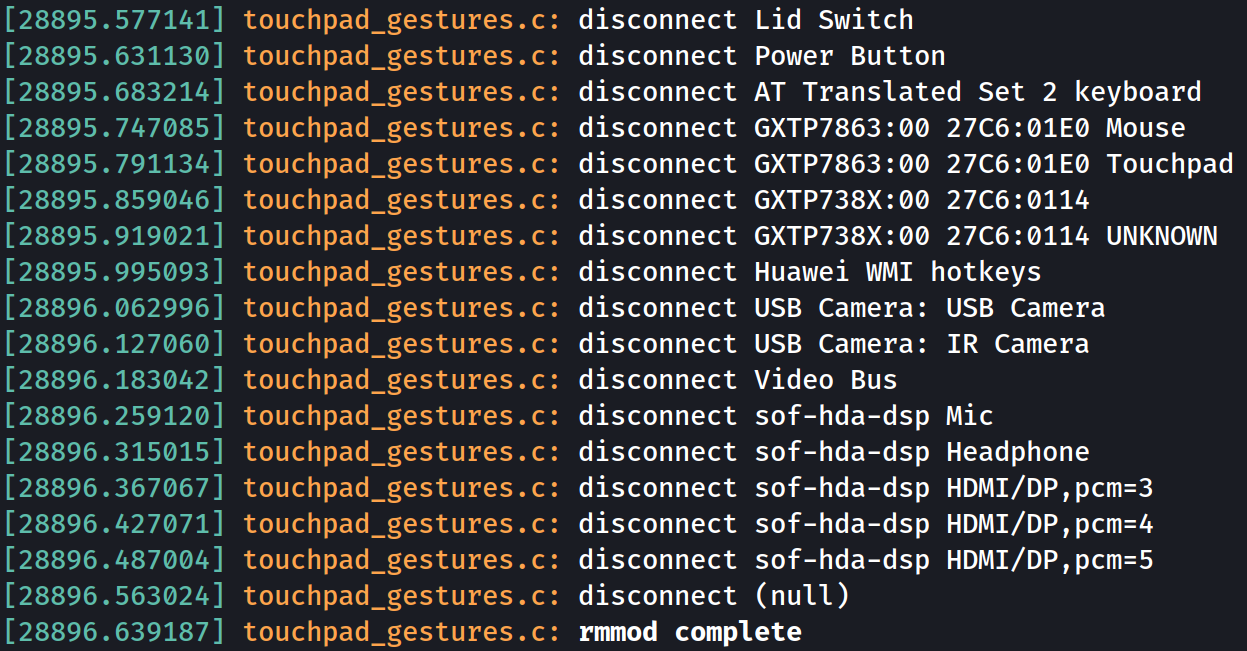 [28895.577141] touchpad_gestures.c: disconnect Lid Switch
[28895.631130] touchpad_gestures.c: disconnect Power Button
[28895.683214] touchpad_gestures.c: disconnect AT Translated Set 2 keyboard
[28895.747085] touchpad_gestures.c: disconnect GXTP7863:00 27C6:01E0 Mouse
[28895.791134] touchpad_gestures.c: disconnect GXTP7863:00 27C6:01E0 Touchpad
[28895.859046] touchpad_gestures.c: disconnect GXTP738X:00 27C6:0114
[28895.919021] touchpad_gestures.c: disconnect GXTP738X:00 27C6:0114 UNKNOWN
[28895.995093] touchpad_gestures.c: disconnect Huawei WMI hotkeys
[28896.062996] touchpad_gestures.c: disconnect USB Camera: USB Camera
[28896.127060] touchpad_gestures.c: disconnect USB Camera: IR Camera
[28896.183042] touchpad_gestures.c: disconnect Video Bus
[28896.259120] touchpad_gestures.c: disconnect sof-hda-dsp Mic
[28896.315015] touchpad_gestures.c: disconnect sof-hda-dsp Headphone
[28896.367067] touchpad_gestures.c: disconnect sof-hda-dsp HDMI/DP,pcm=3
[28896.427071] touchpad_gestures.c: disconnect sof-hda-dsp HDMI/DP,pcm=4
[28896.487004] touchpad_gestures.c: disconnect sof-hda-dsp HDMI/DP,pcm=5
[28896.563024] touchpad_gestures.c: disconnect (null)
[28896.639187] touchpad_gestures.c: rmmod complete